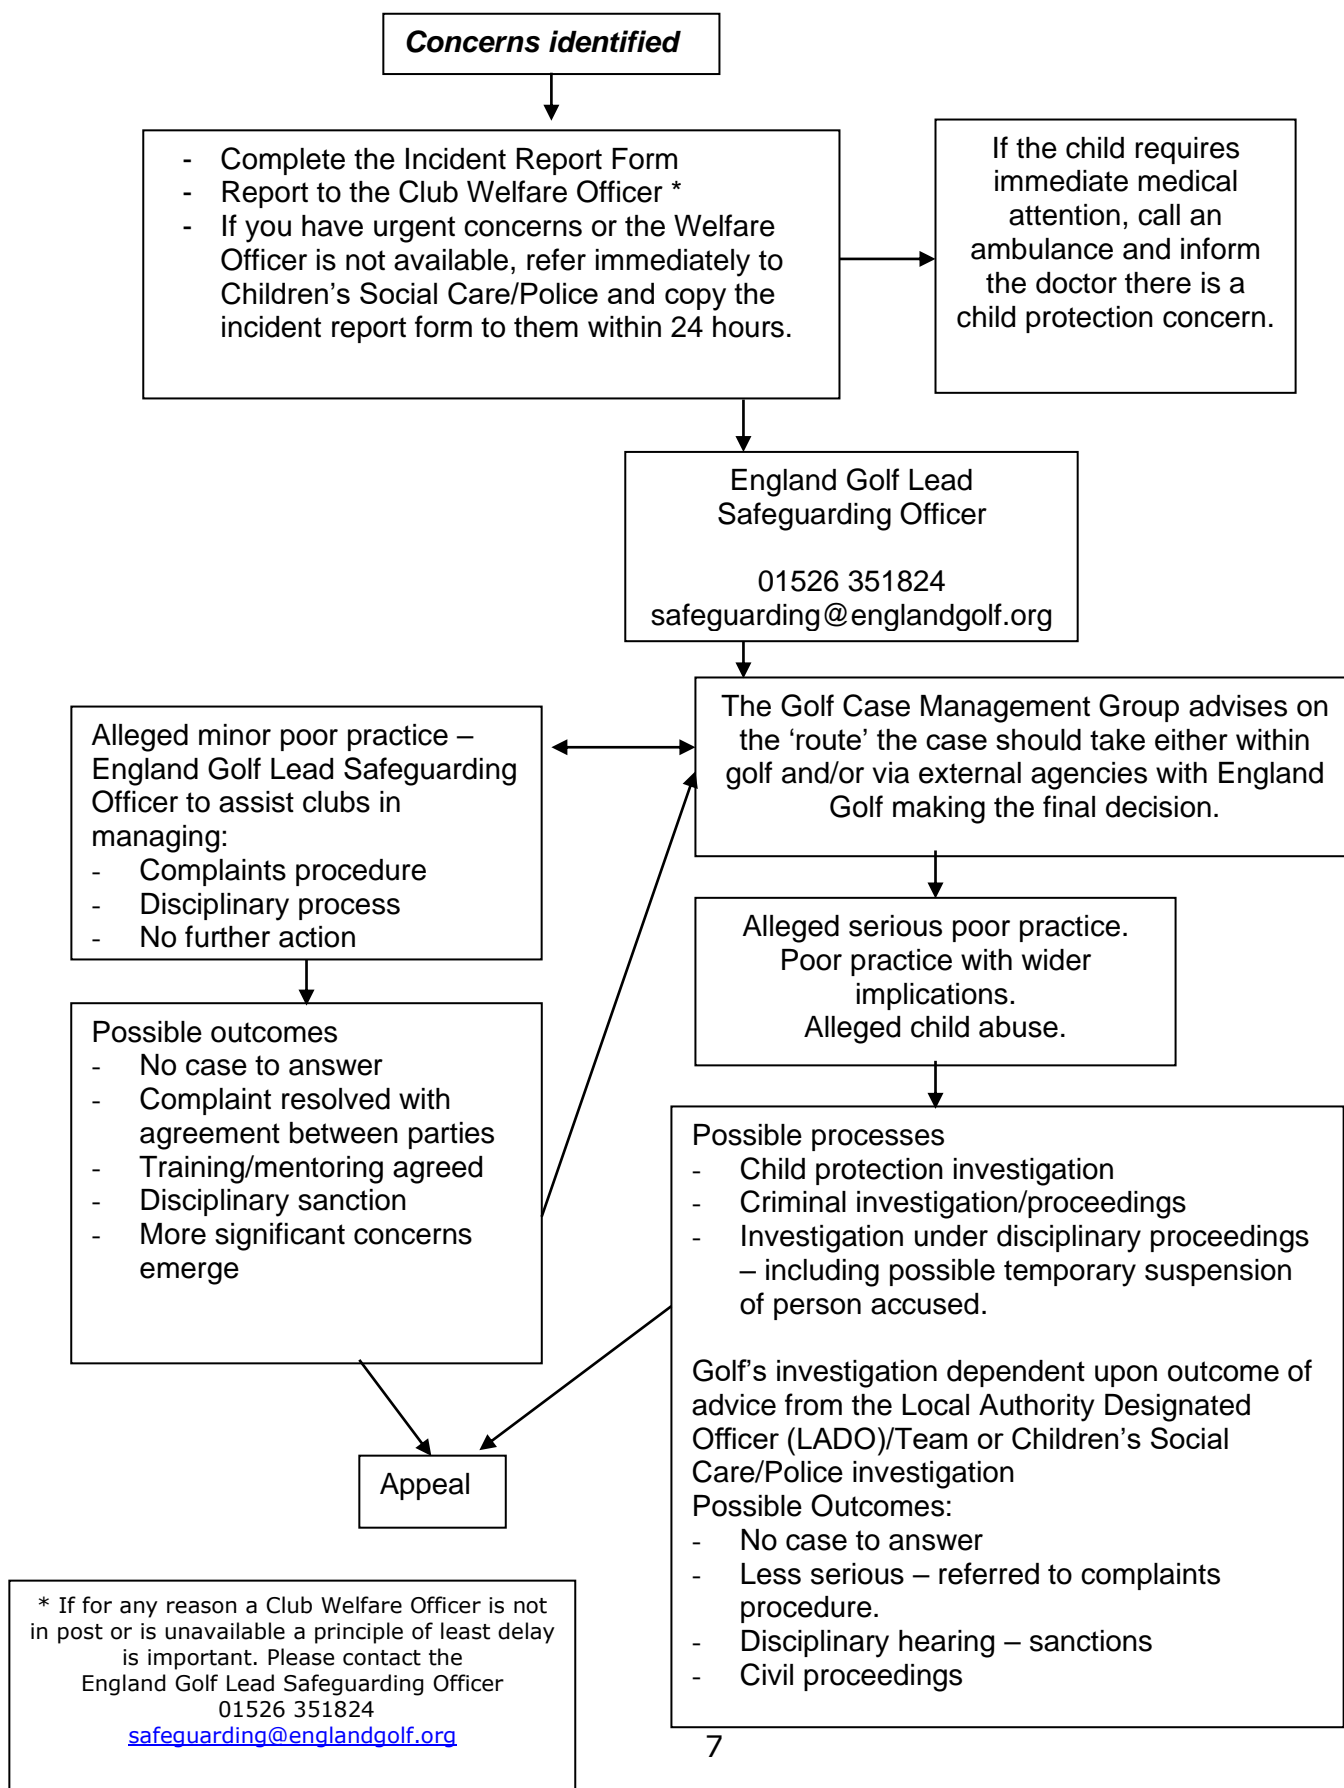 Concerns identified
- Complete the Incident Report Form
- Report to the Club Welfare Officer *
- If you have urgent concerns or the Welfare
Officer is not available, refer immediately to
Children’s Social Care/Police and copy the
incident report form to them within 24 hours.
If the child requires
immediate medical
attention, call an
ambulance and inform
the doctor there is a
child protection concern.
England Golf Lead
Safeguarding Officer
01526 351824
safeguarding@englandgolf.org
Alleged minor poor practice –
England Golf Lead Safeguarding
Officer to assist clubs in
managing:
- Complaints procedure
- Disciplinary process
- No further action
The Golf Case Management Group advises on
the ‘route’ the case should take either within
golf and/or via external agencies with England
Golf making the final decision.
Alleged serious poor practice.
Poor practice with wider
implications.
Alleged child abuse.
Possible outcomes
- No case to answer
- Complaint resolved with
agreement between parties
- Training/mentoring agreed
- Disciplinary sanction
- More significant concerns
emerge
Possible processes
- Child protection investigation
- Criminal investigation/proceedings
- Investigation under disciplinary proceedings
– including possible temporary suspension
of person accused.
Golf’s investigation dependent upon outcome of
advice from the Local Authority Designated
Officer (LADO)/Team or Children’s Social
Care/Police investigation
Possible Outcomes:
- No case to answer
- Less serious – referred to complaints
procedure.
- Disciplinary hearing – sanctions
- Civil proceedings
Appeal
* If for any reason a Club Welfare Officer is not
in post or is unavailable a principle of least delay
is important. Please contact the
England Golf Lead Safeguarding Officer
01526 351824
safeguarding@englandgolf.org
7